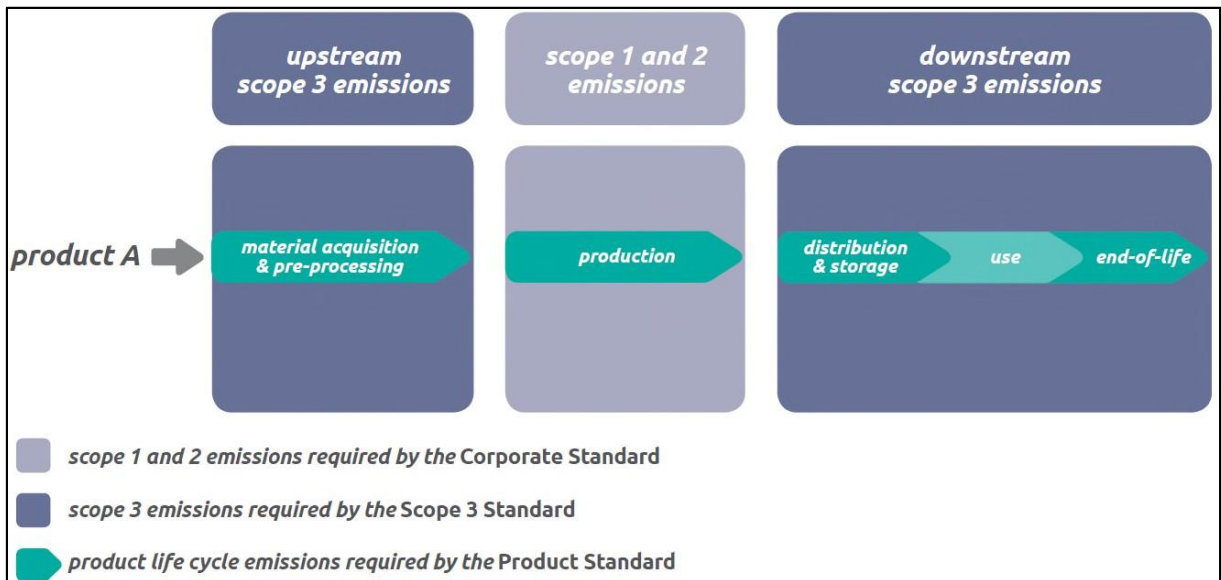 upstream
scope 3 emissions
scope 1 and 2
emissions
downstream
scope 3 emissions
product A
material acquisition
& pre-processing
production
distribution
& storage
use
end-of-life
scope 1 and 2 emissions required by the Corporate Standard
scope 3 emissions required by the Scope 3 Standard
product life cycle emissions required by the Product Standard